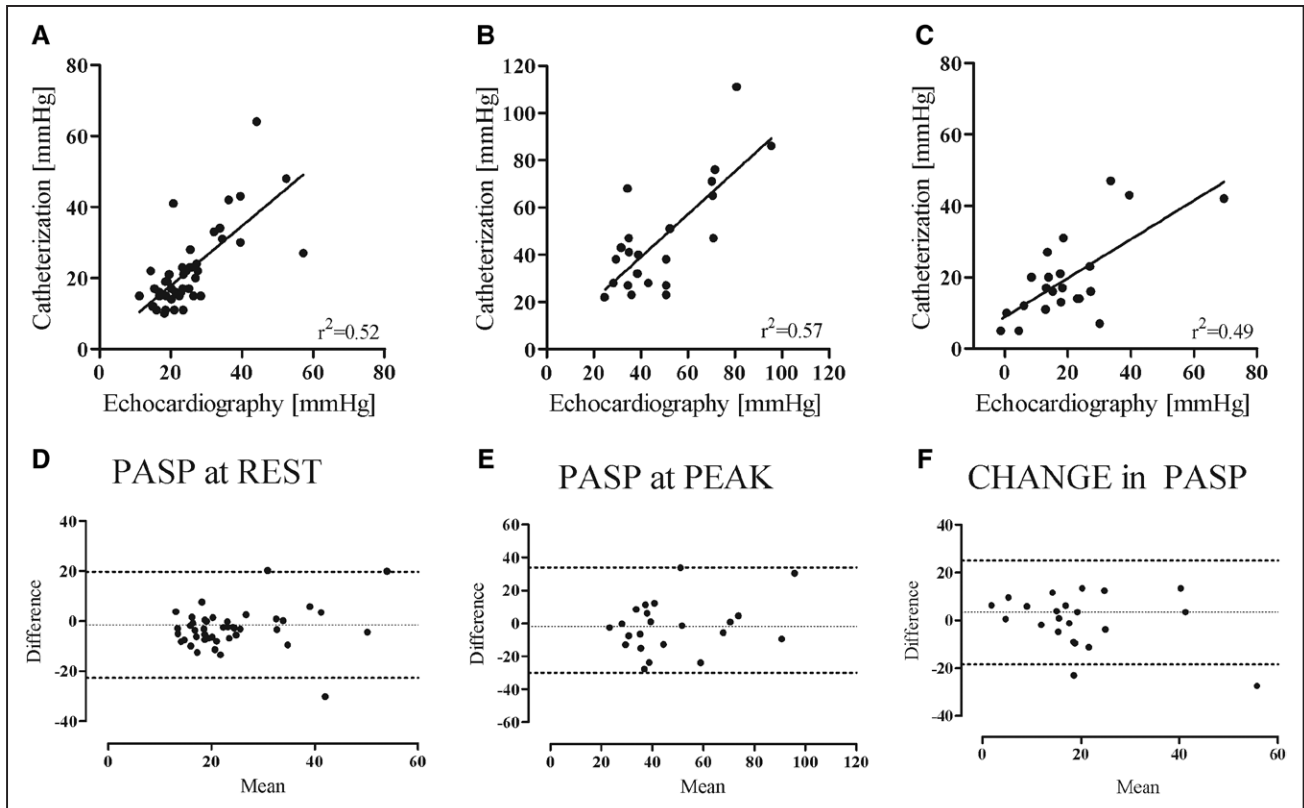 A
80
60
40
20
0
0 20 40 60 80
Catheterization [mmHg]
Echocardiography [mmHg]
r²=0.52
B
120
100
80
60
40
20
0
0 20 40 60 80 100 120
Catheterization [mmHg]
Echocardiography [mmHg]
r²=0.57
C
80
60
40
20
0
0 20 40 60 80
Catheterization [mmHg]
Echocardiography [mmHg]
r²=0.49
D
PASP at REST
40
20
0
-20
-40
0 20 40 60
Difference
Mean
E
PASP at PEAK
60
40
20
0
-20
-40
-60
0 20 40 60 80 100 120
Difference
Mean
F
CHANGE in PASP
40
20
0
-20
-40
0 20 40 60
Difference
Mean